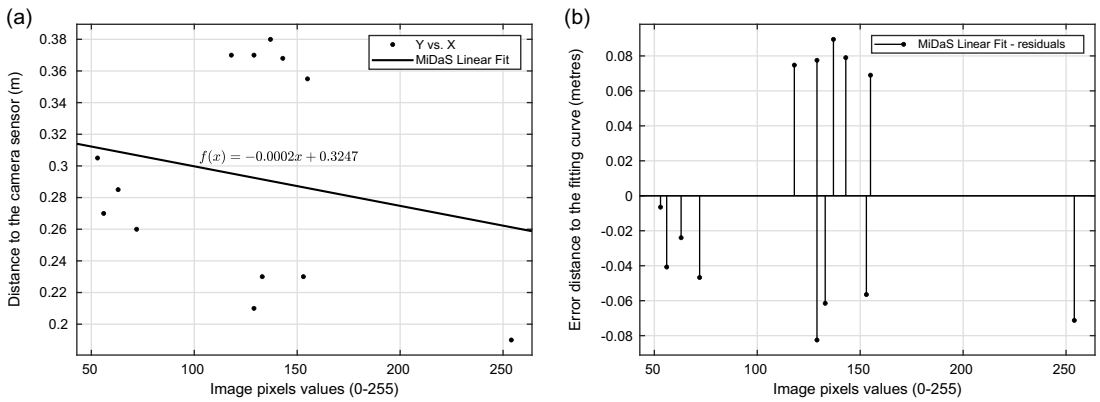 (a)
Distance to the camera sensor (m)
0.38
0.36
0.34
0.32
0.3
0.28
0.26
0.24
0.22
0.2
Y vs. X
MiDaS Linear Fit
f(x) = −0.0002x + 0.3247
50 100 150 200 250
Image pixels values (0-255)
(b)
Error distance to the fitting curve (metres)
0.08
0.06
0.04
0.02
0
-0.02
-0.04
-0.06
-0.08
MiDaS Linear Fit - residuals
50 100 150 200 250
Image pixels values (0-255)